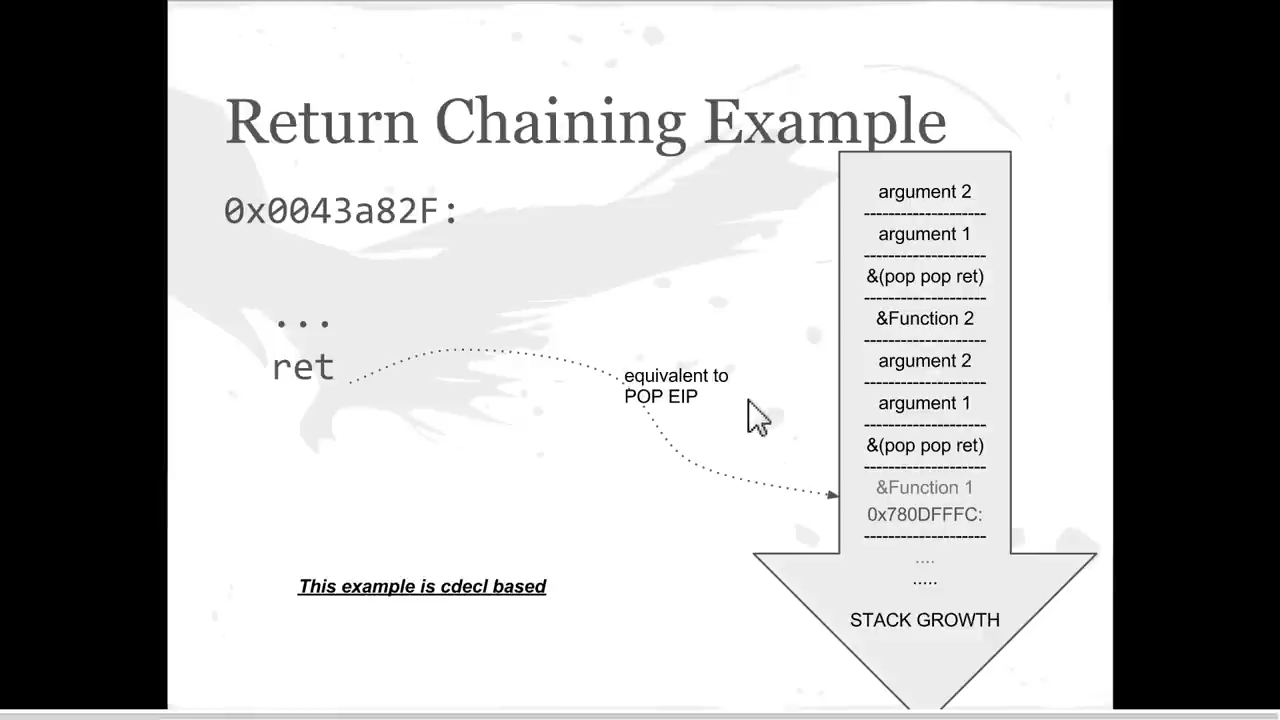 Return Chaining Example
0x0043a82F:
...
ret
equivalent to
POP EIP
This example is cdecl based
argument 2
--------------------
argument 1
--------------------
&(pop pop ret)
--------------------
&Function 2
--------------------
argument 2
--------------------
argument 1
--------------------
&(pop pop ret)
--------------------
&Function 1
0x780DFFFC:
--------------------
....
.....
STACK GROWTH